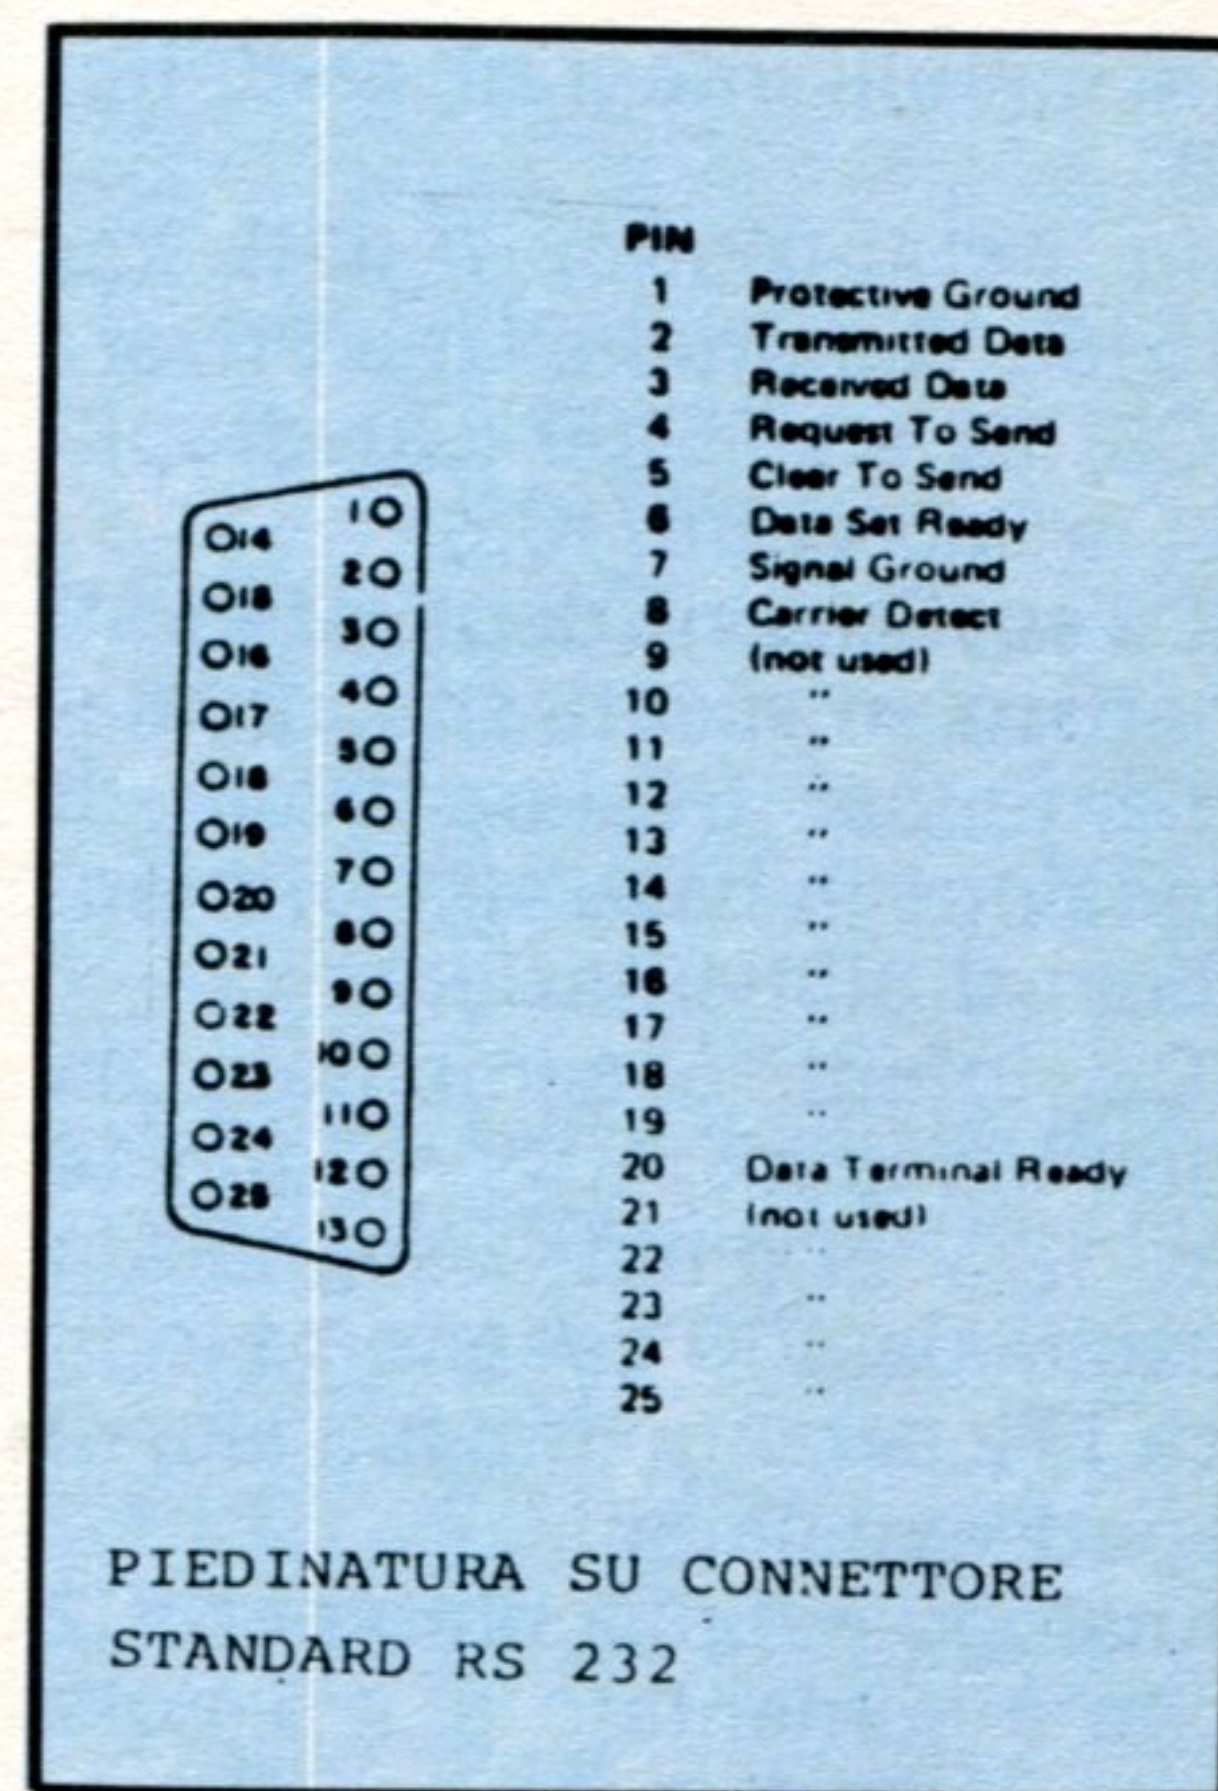 PIN
1 Protective Ground
2 Transmitted Data
3 Received Data
4 Request To Send
5 Clear To Send
6 Data Set Ready
7 Signal Ground
8 Carrier Detect
9 (not used)
10 "
11 "
12 "
13 "
14 "
15 "
16 "
17 "
18 "
19 "
20 Data Terminal Ready
21 (not used)
22 "
23 "
24 "
25 "
14 1
15 2
16 3
17 4
18 5
19 6
20 7
21 8
22 9
23 10
24 11
25 12
13
PIEDINATURA SU CONNETTORE
STANDARD RS 232